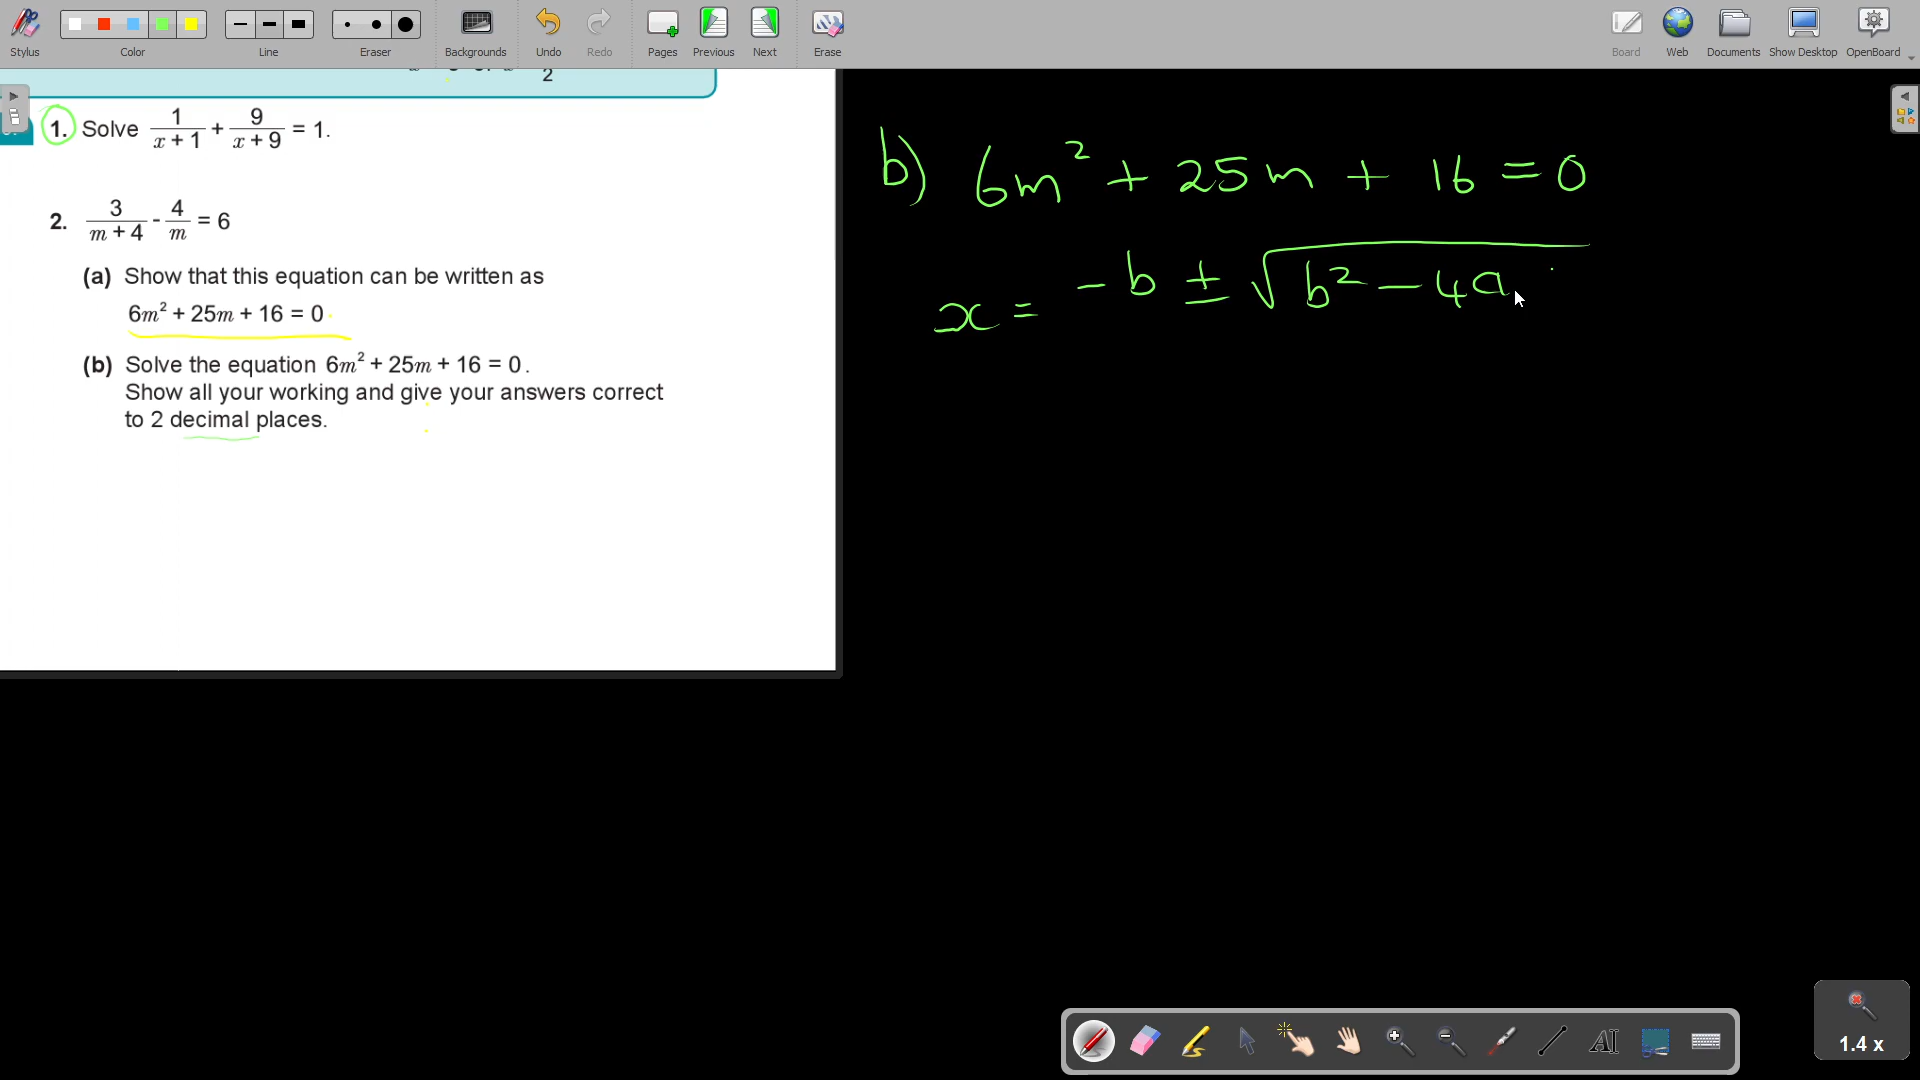 Stylus Color Line Eraser Backgrounds Undo Redo Pages Previous Next Erase Board Web Documents Show Desktop OpenBoard
2
1. Solve 1/(x + 1) + 9/(x + 9) = 1.
2. 3/(m + 4) - 4/m = 6
(a) Show that this equation can be written as
6m² + 25m + 16 = 0
(b) Solve the equation 6m² + 25m + 16 = 0.
Show all your working and give your answers correct
to 2 decimal places.
b) 6m² + 25m + 16 = 0
x = -b ± √b² - 4a
1.4 x